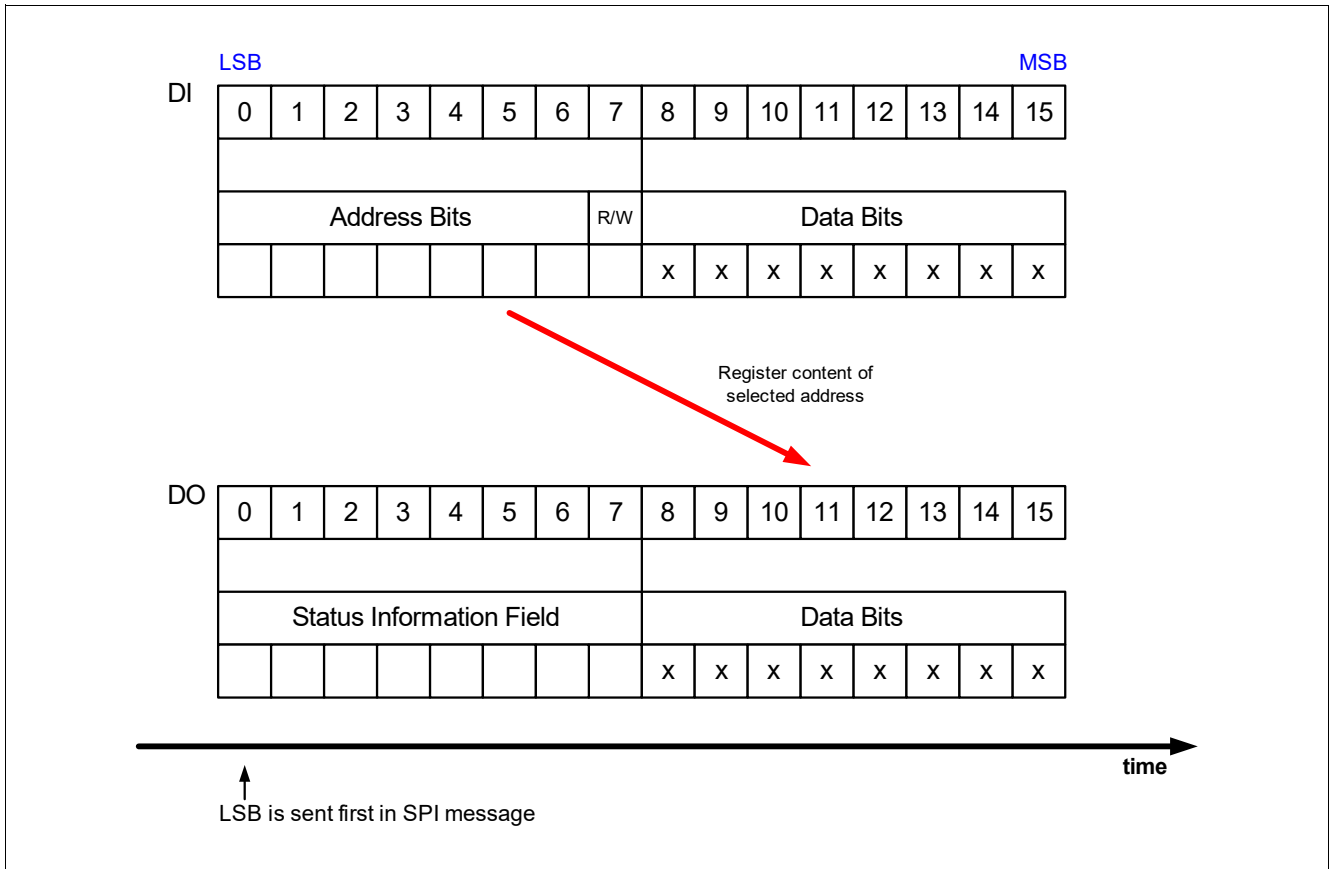 LSB MSB
DI 0 1 2 3 4 5 6 7 8 9 10 11 12 13 14 15
Address Bits R/W Data Bits
x x x x x x x x
Register content of
selected address
DO 0 1 2 3 4 5 6 7 8 9 10 11 12 13 14 15
Status Information Field Data Bits
x x x x x x x x
time
LSB is sent first in SPI message